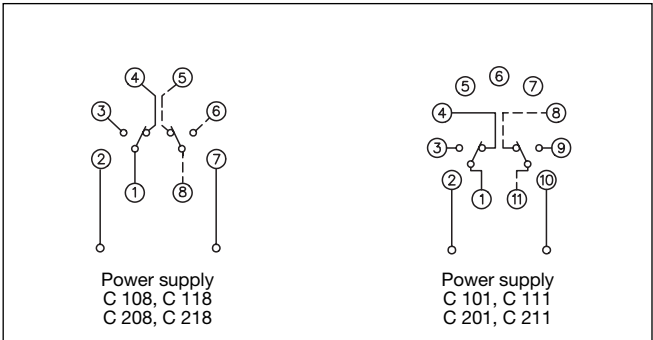 4 5
3 6
2 7
1 8
Power supply
C 108, C 118
C 208, C 218
6
5 7
4 8
3 9
2 10
1 11
Power supply
C 101, C 111
C 201, C 211